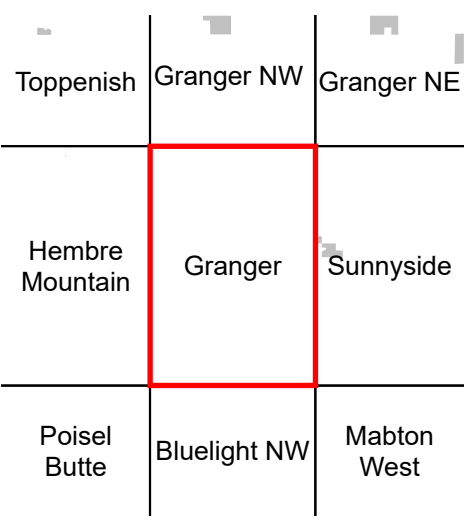 Toppenish
Granger NW
Granger NE
Hembre
Mountain
Granger
Sunnyside
Poisel
Butte
Bluelight NW
Mabton
West